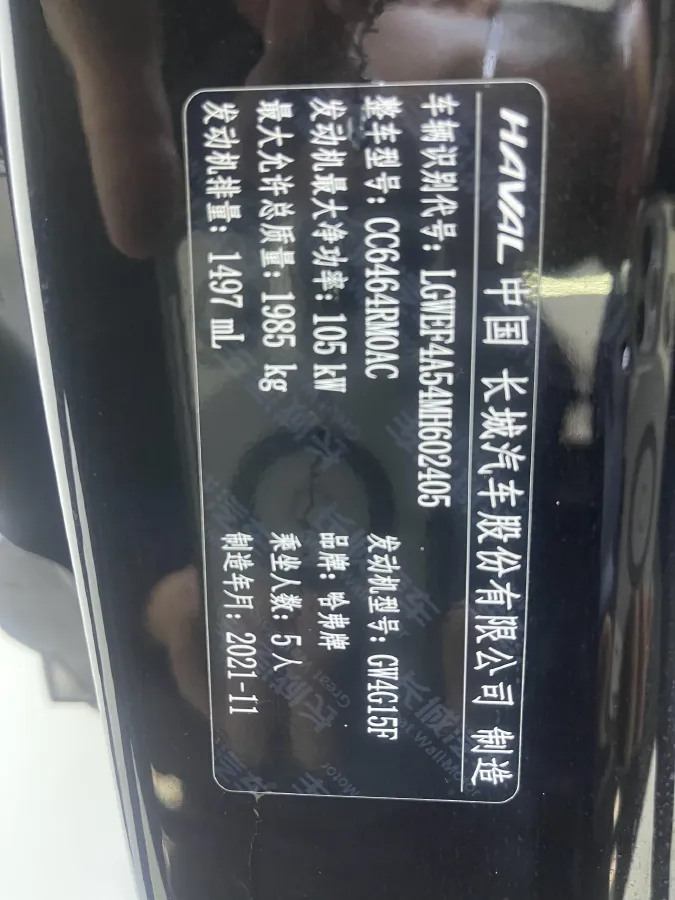 HAVAL 中国 长城汽车股份有限公司 制造
车辆识别代号：LGWEF4A54MH602405
整车型号：CC6464RM0AC 发动机型号：GW4G15F
发动机最大净功率：105 kW 品牌：哈弗牌
最大允许总质量：1985 kg 乘坐人数：5人
发动机排量：1497 mL 制造年月：2021-11